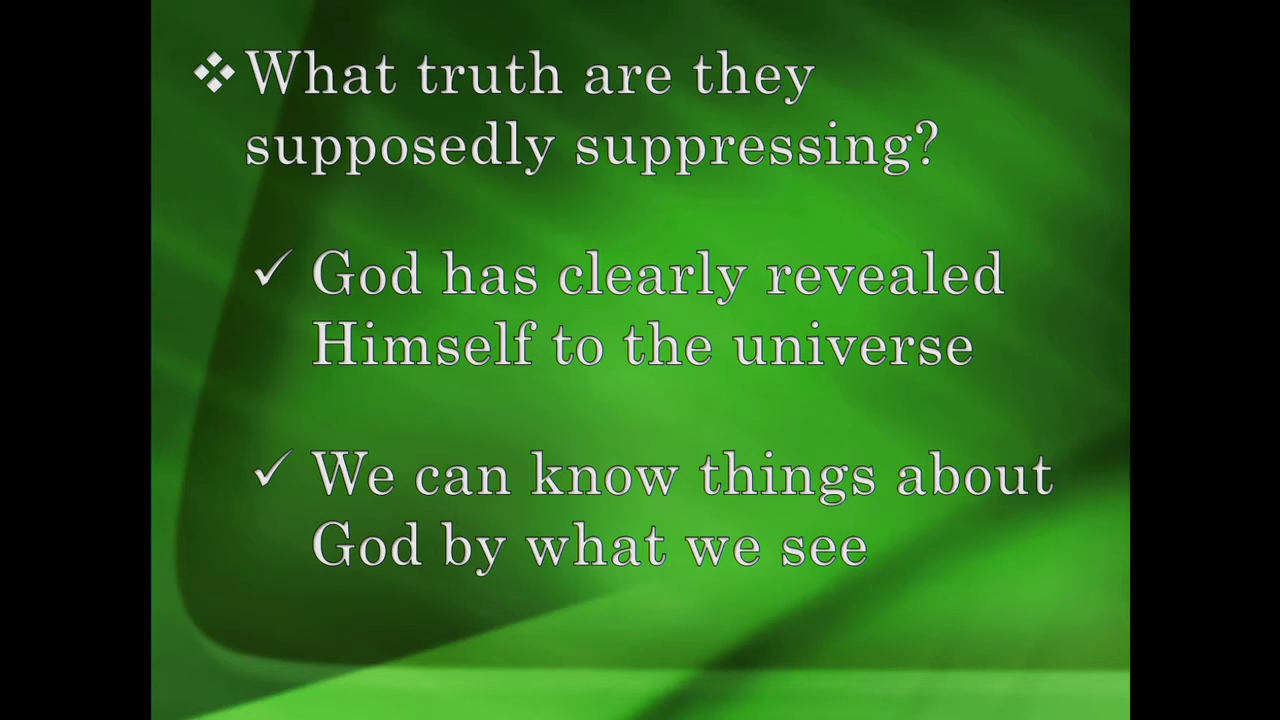 ❖What truth are they
supposedly suppressing?
✓ God has clearly revealed
Himself to the universe
✓ We can know things about
God by what we see